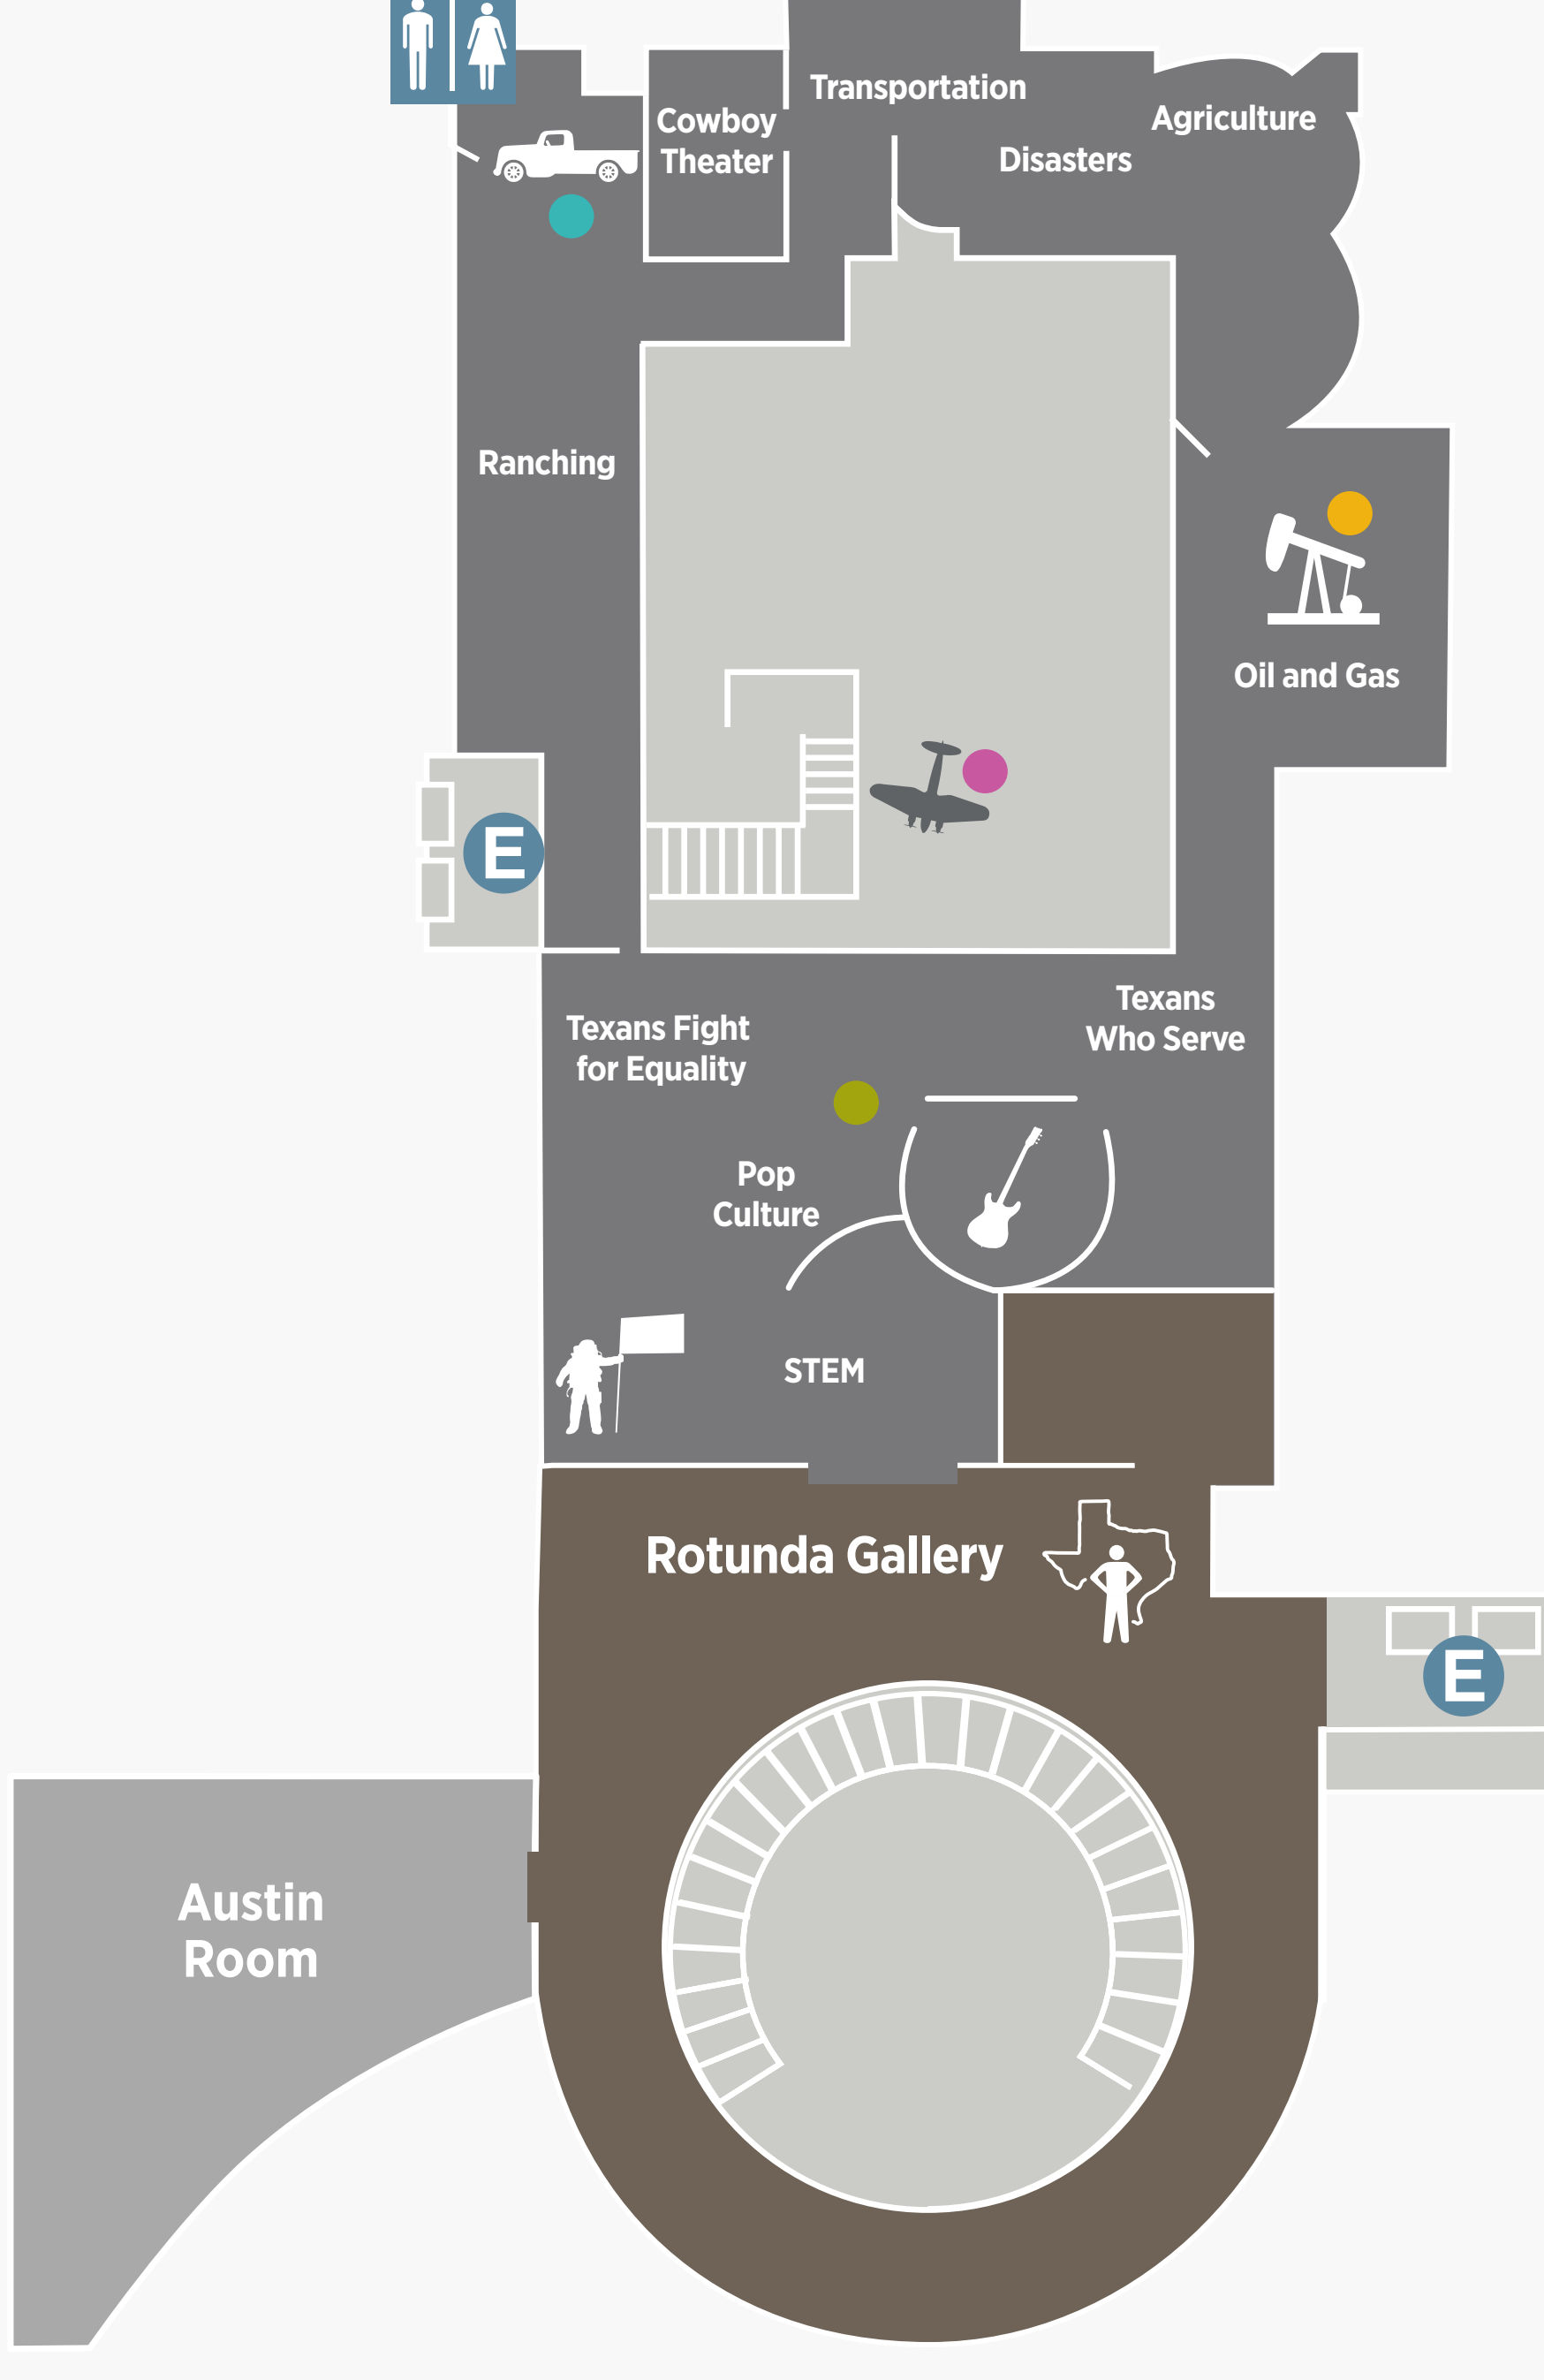 Transportation
Cowboy
Theater
Agriculture
Disasters
Ranching
Oil and Gas
E
Texans
Who Serve
Texans Fight
for Equality
Pop
Culture
STEM
Rotunda Gallery
E
Austin
Room